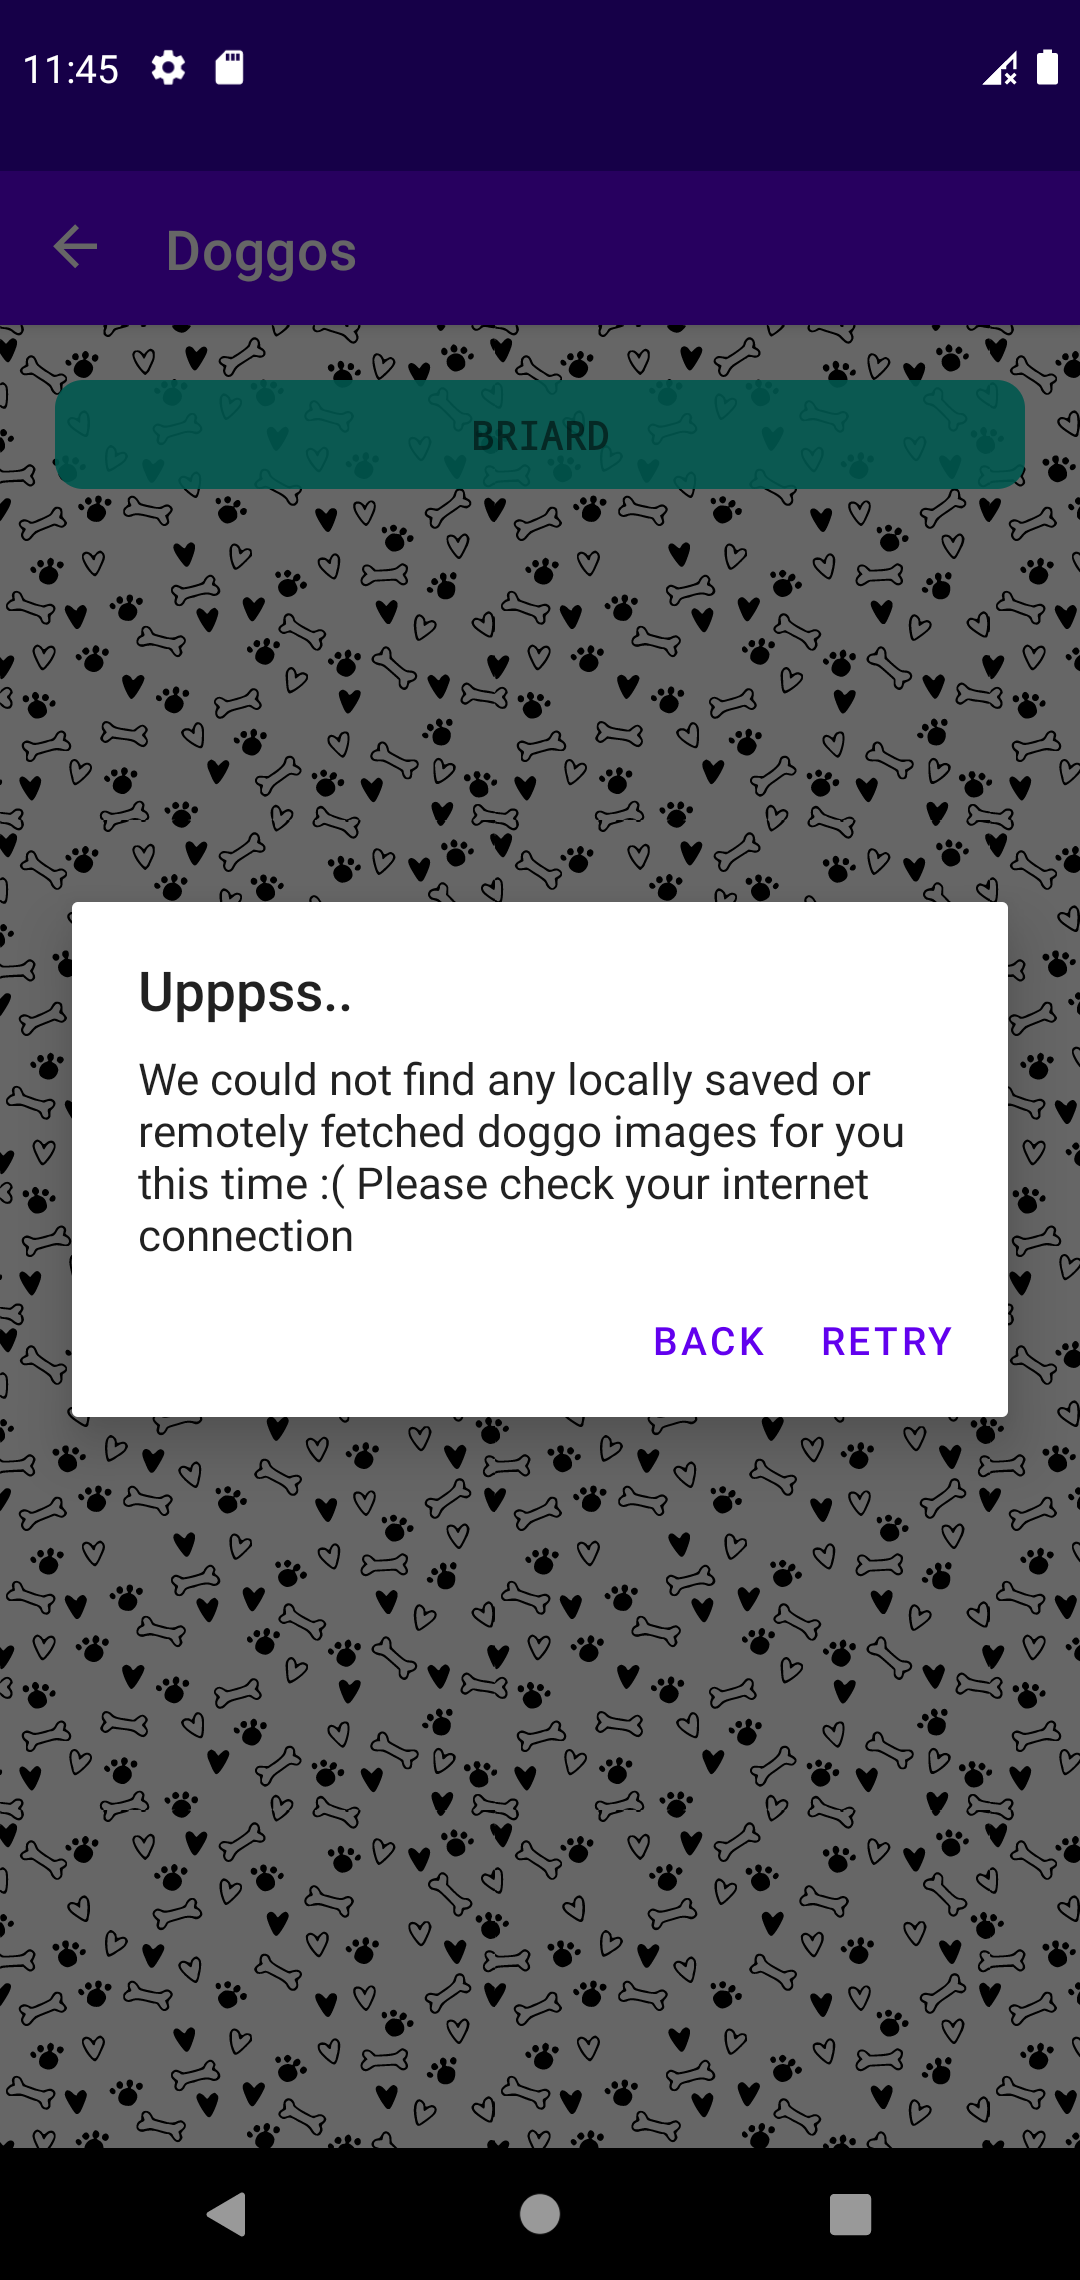 11:45
Doggos
BRIARD
Upppss..
We could not find any locally saved or
remotely fetched doggo images for you
this time :( Please check your internet
connection
BACK RETRY